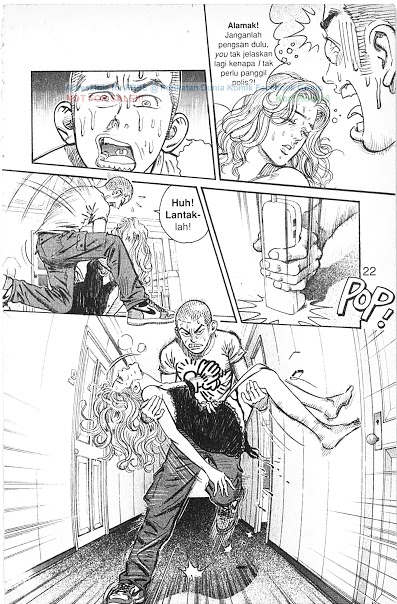 Alamak!
Janganlah
pengsan dulu,
you tak jelaskan
lagi kenapa I tak
perlu panggil
polis?!
Huh!
Lantak-
lah!
22
POP!